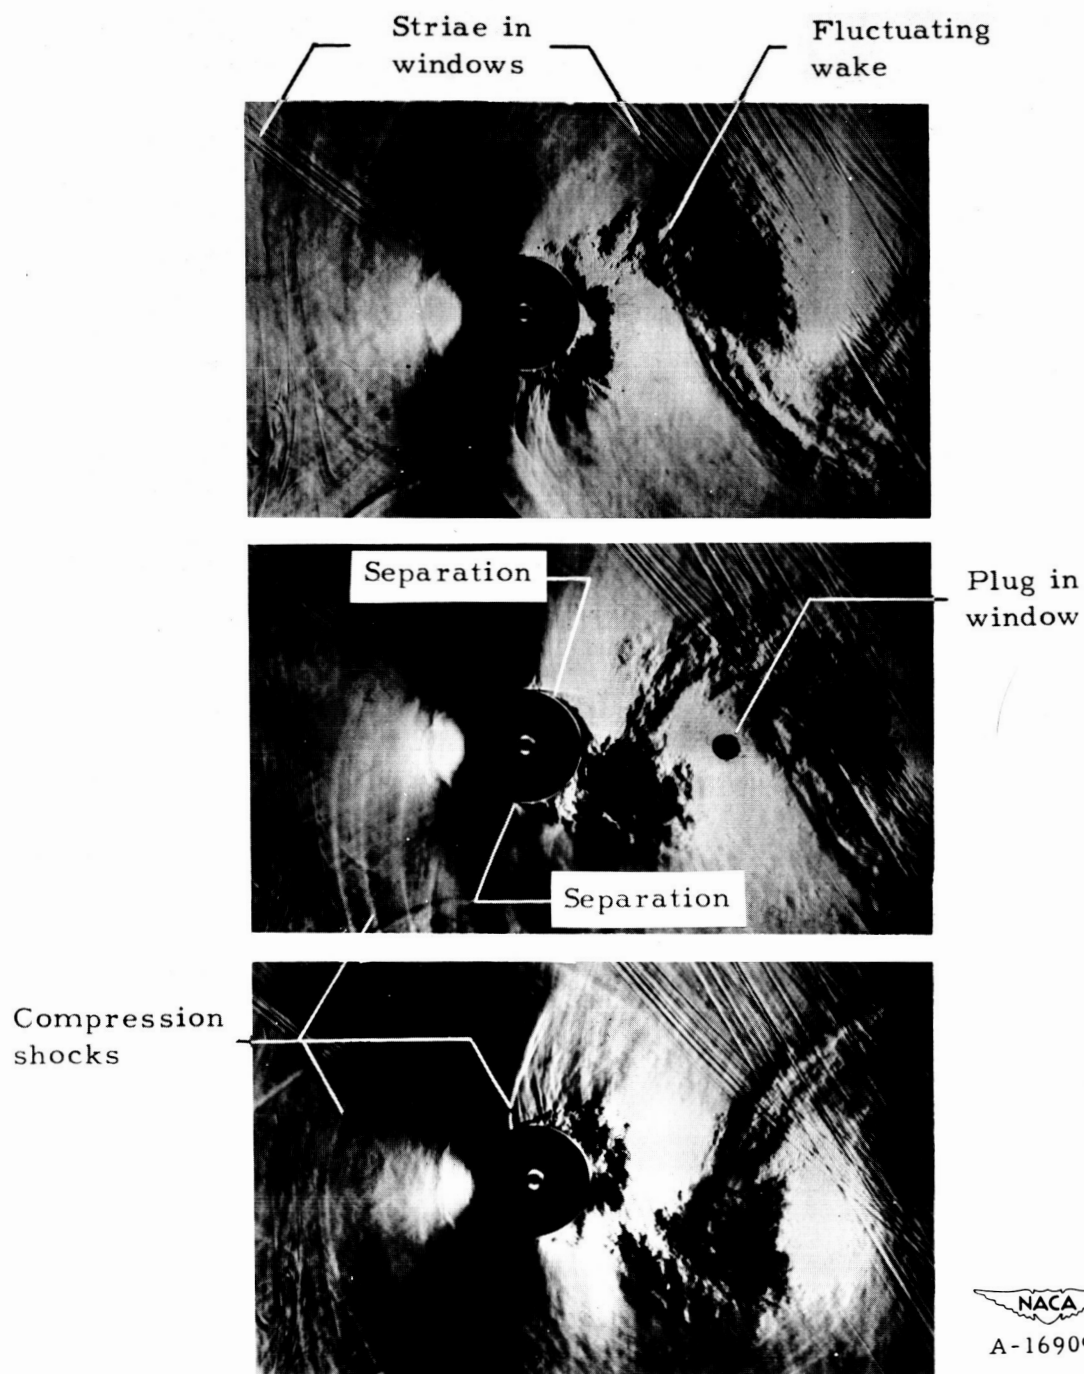 Striae in
windows
Fluctuating
wake
Separation
Plug in
window
Separation
Compression
shocks
NACA